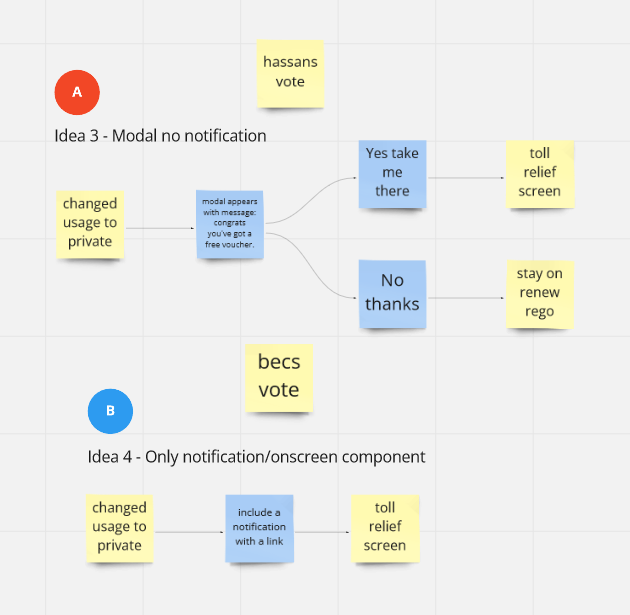 hassans
vote
A
Idea 3 - Modal no notification
changed
usage to
private
modal appears
with message:
congrats
you've got a
free voucher.
Yes take
me
there
toll
relief
screen
No
thanks
stay on
renew
rego
becs
vote
B
Idea 4 - Only notification/onscreen component
changed
usage to
private
include a
notification
with a link
toll
relief
screen